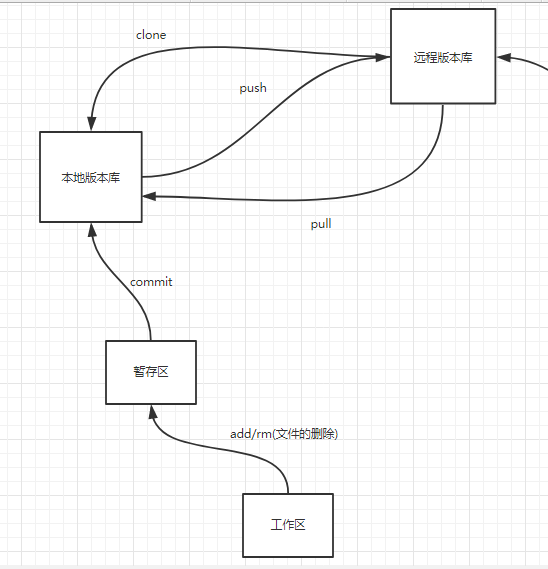 clone
远程版本库
push
本地版本库
pull
commit
暂存区
add/rm(文件的删除)
工作区